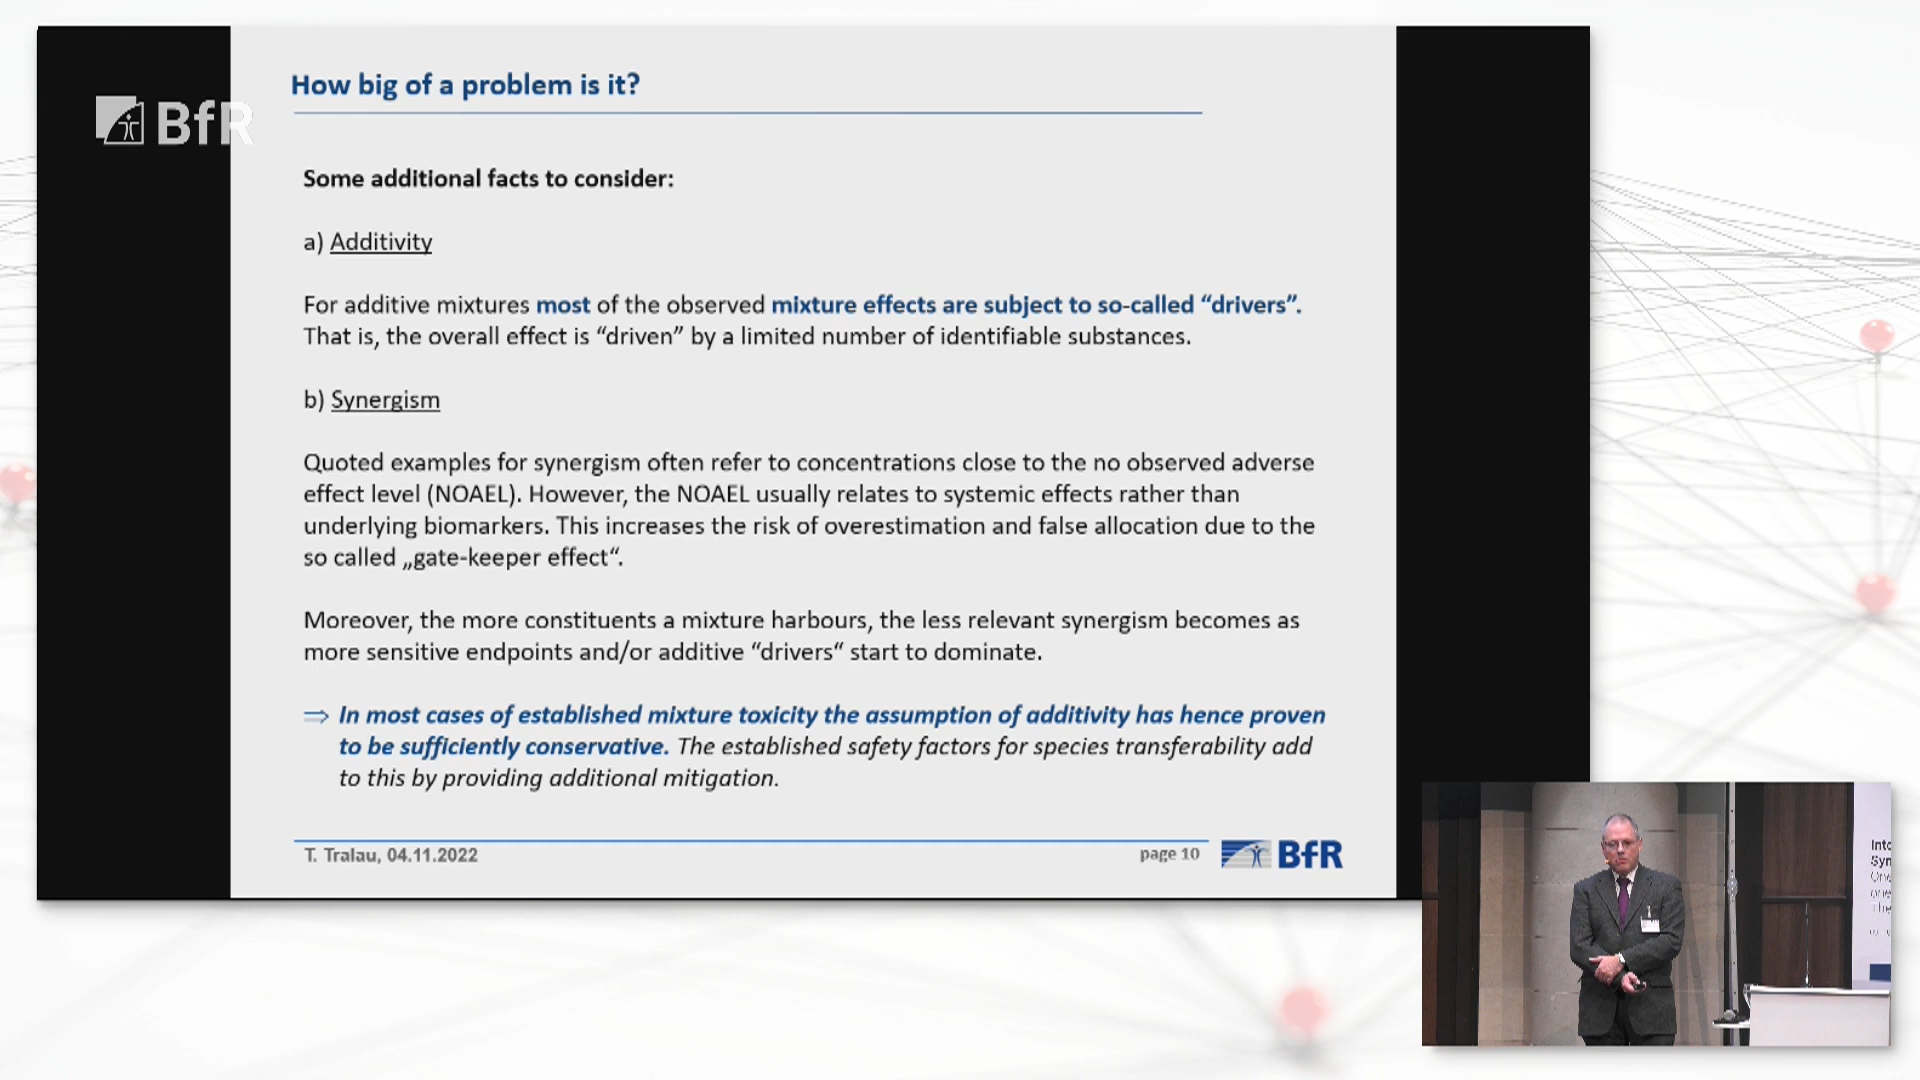 How big of a problem is it?
BfR
Some additional facts to consider:
a) Additivity
For additive mixtures most of the observed mixture effects are subject to so-called “drivers”.
That is, the overall effect is “driven” by a limited number of identifiable substances.
b) Synergism
Quoted examples for synergism often refer to concentrations close to the no observed adverse
effect level (NOAEL). However, the NOAEL usually relates to systemic effects rather than
underlying biomarkers. This increases the risk of overestimation and false allocation due to the
so called „gate-keeper effect“.
Moreover, the more constituents a mixture harbours, the less relevant synergism becomes as
more sensitive endpoints and/or additive “drivers“ start to dominate.
⇒ In most cases of established mixture toxicity the assumption of additivity has hence proven
to be sufficiently conservative. The established safety factors for species transferability add
to this by providing additional mitigation.
T. Tralau, 04.11.2022
page 10
BfR